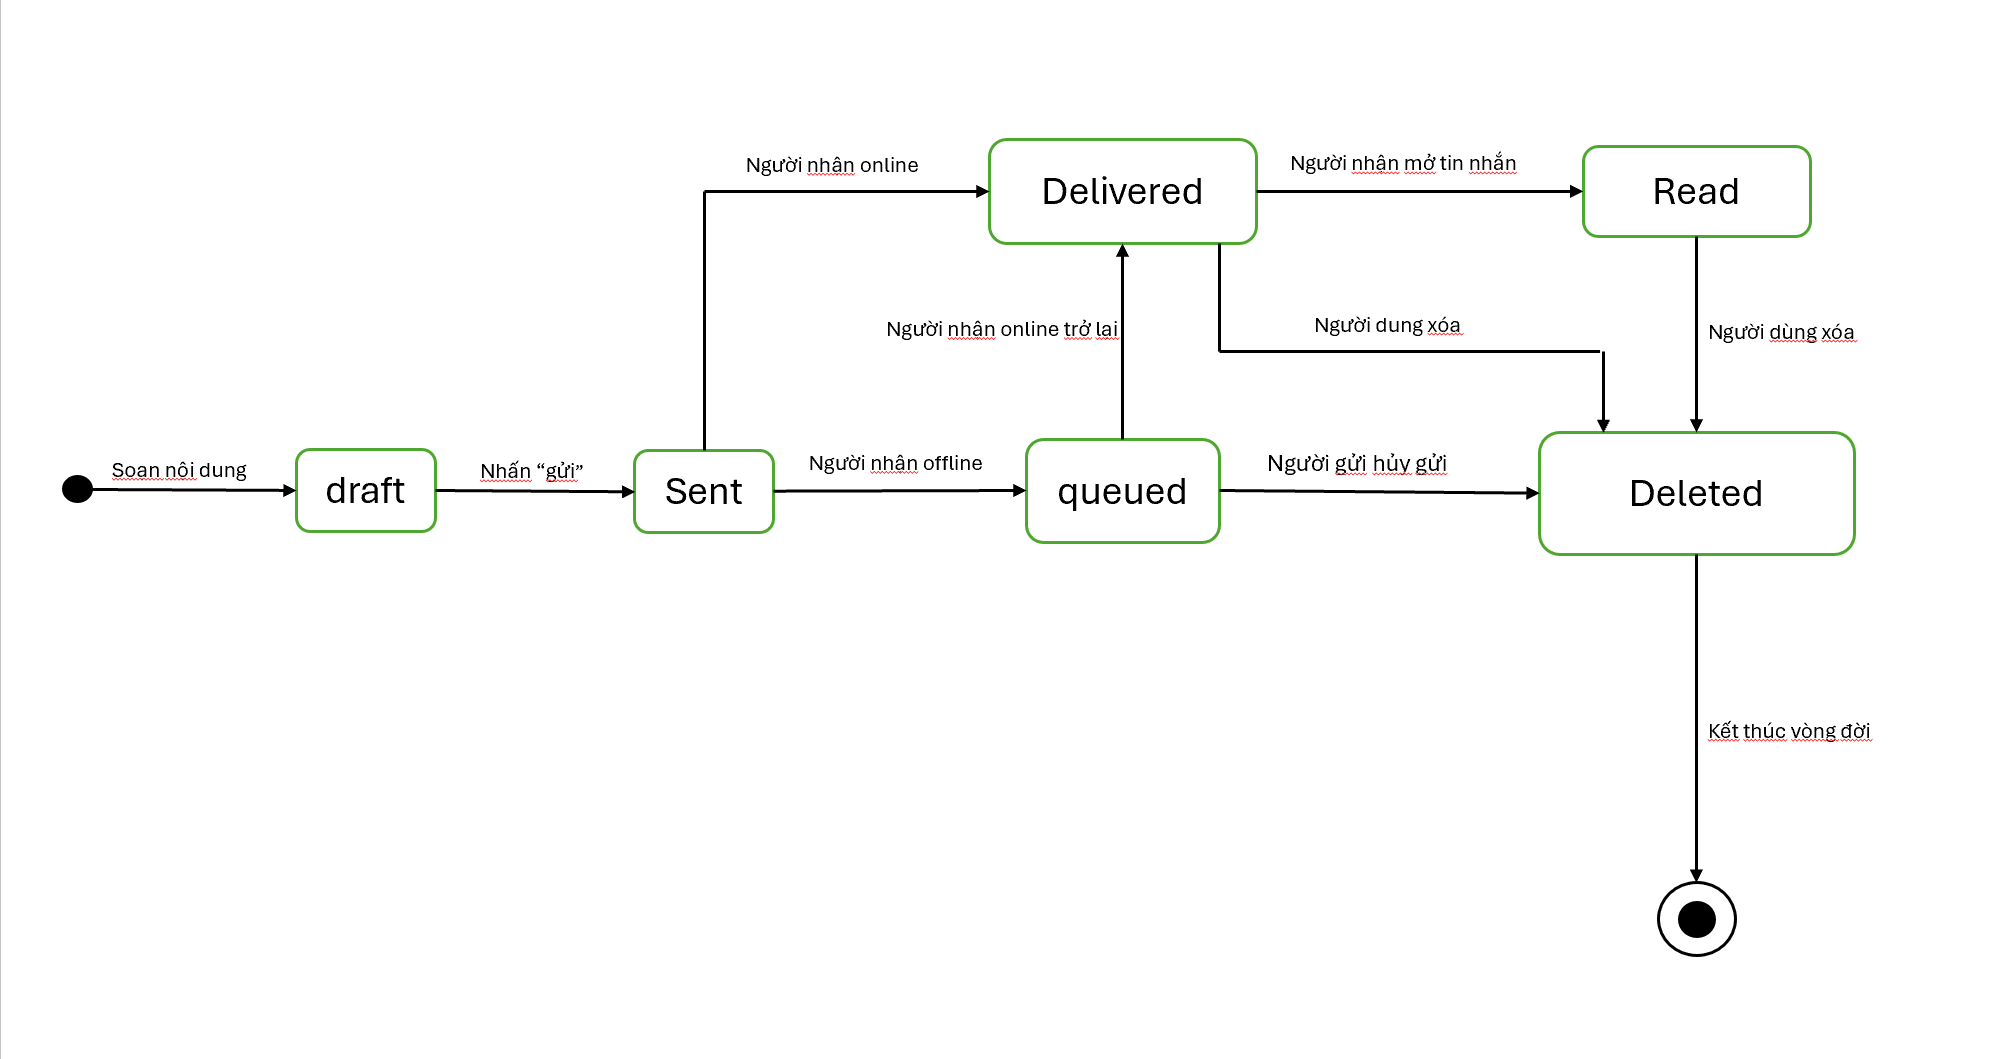 Người nhận online
Delivered
Người nhận mở tin nhắn
Read
Người nhận online trở lại
Người dung xóa
Người dùng xóa
Soạn nội dung
draft
Nhấn “gửi”
Sent
Người nhận offline
queued
Người gửi hủy gửi
Deleted
Kết thúc vòng đời